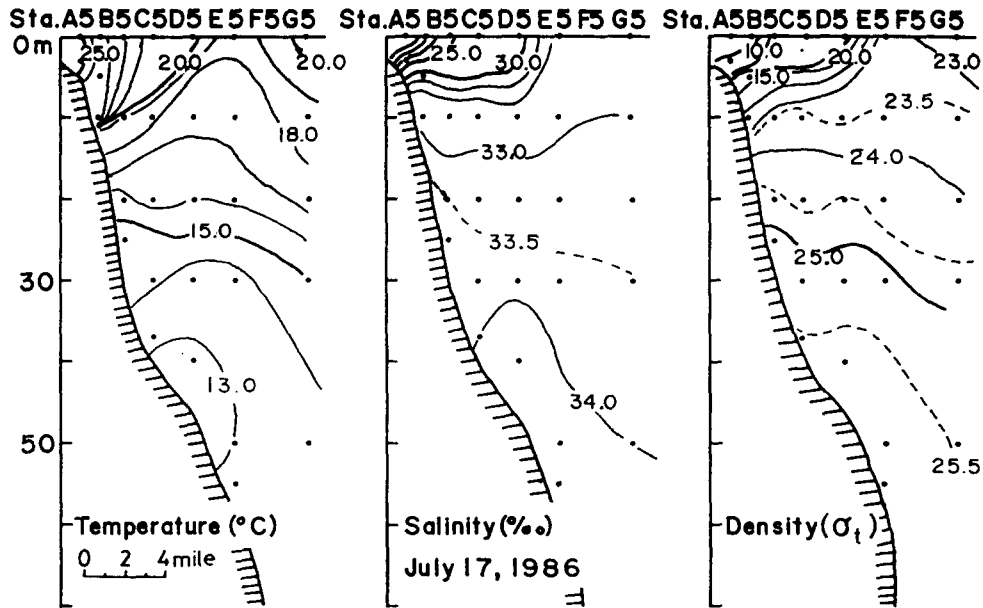 Sta. A5 B5 C5 D5 E5 F5 G5
Sta. A5 B5 C5 D5 E5 F5 G5
Sta. A5 B5 C5 D5 E5 F5 G5
0m
25.0
20.0
20.0
18.0
15.0
13.0
30
50
Temperature (°C)
0 2 4 mile
25.0
30.0
33.0
33.5
34.0
Salinity (‰)
July 17, 1986
10.0
15.0
20.0
23.0
23.5
24.0
25.0
25.5
Density (σt)